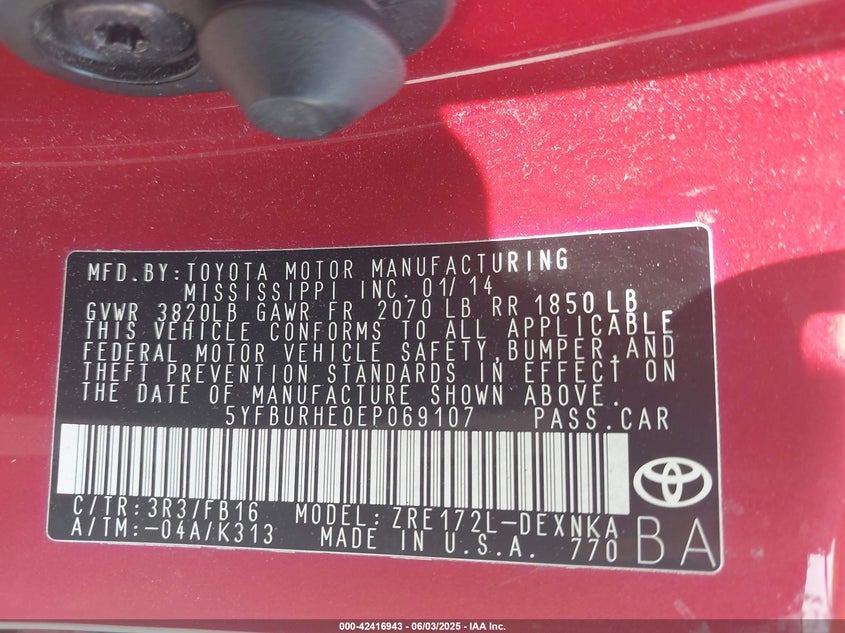 MFD.BY:TOYOTA MOTOR MANUFACTURING
MISSISSIPPI INC. 01/14
GVWR 3820LB GAWR FR 2070 LB RR 1850LB
THIS VEHICLE CONFORMS TO ALL APPLICABLE
FEDERAL MOTOR VEHICLE SAFETY,BUMPER,AND
THEFT PREVENTION STANDARDS IN EFFECT ON
THE DATE OF MANUFACTURE SHOWN ABOVE.
5YFBURHE0EP069107 PASS.CAR
C/TR:3R3/FB16 MODEL: ZRE172L-DEXNKA
A/TM:-04A/K313 MADE IN U.S.A. 770
BA
000-42416943 - 06/03/2025 - IAA Inc.